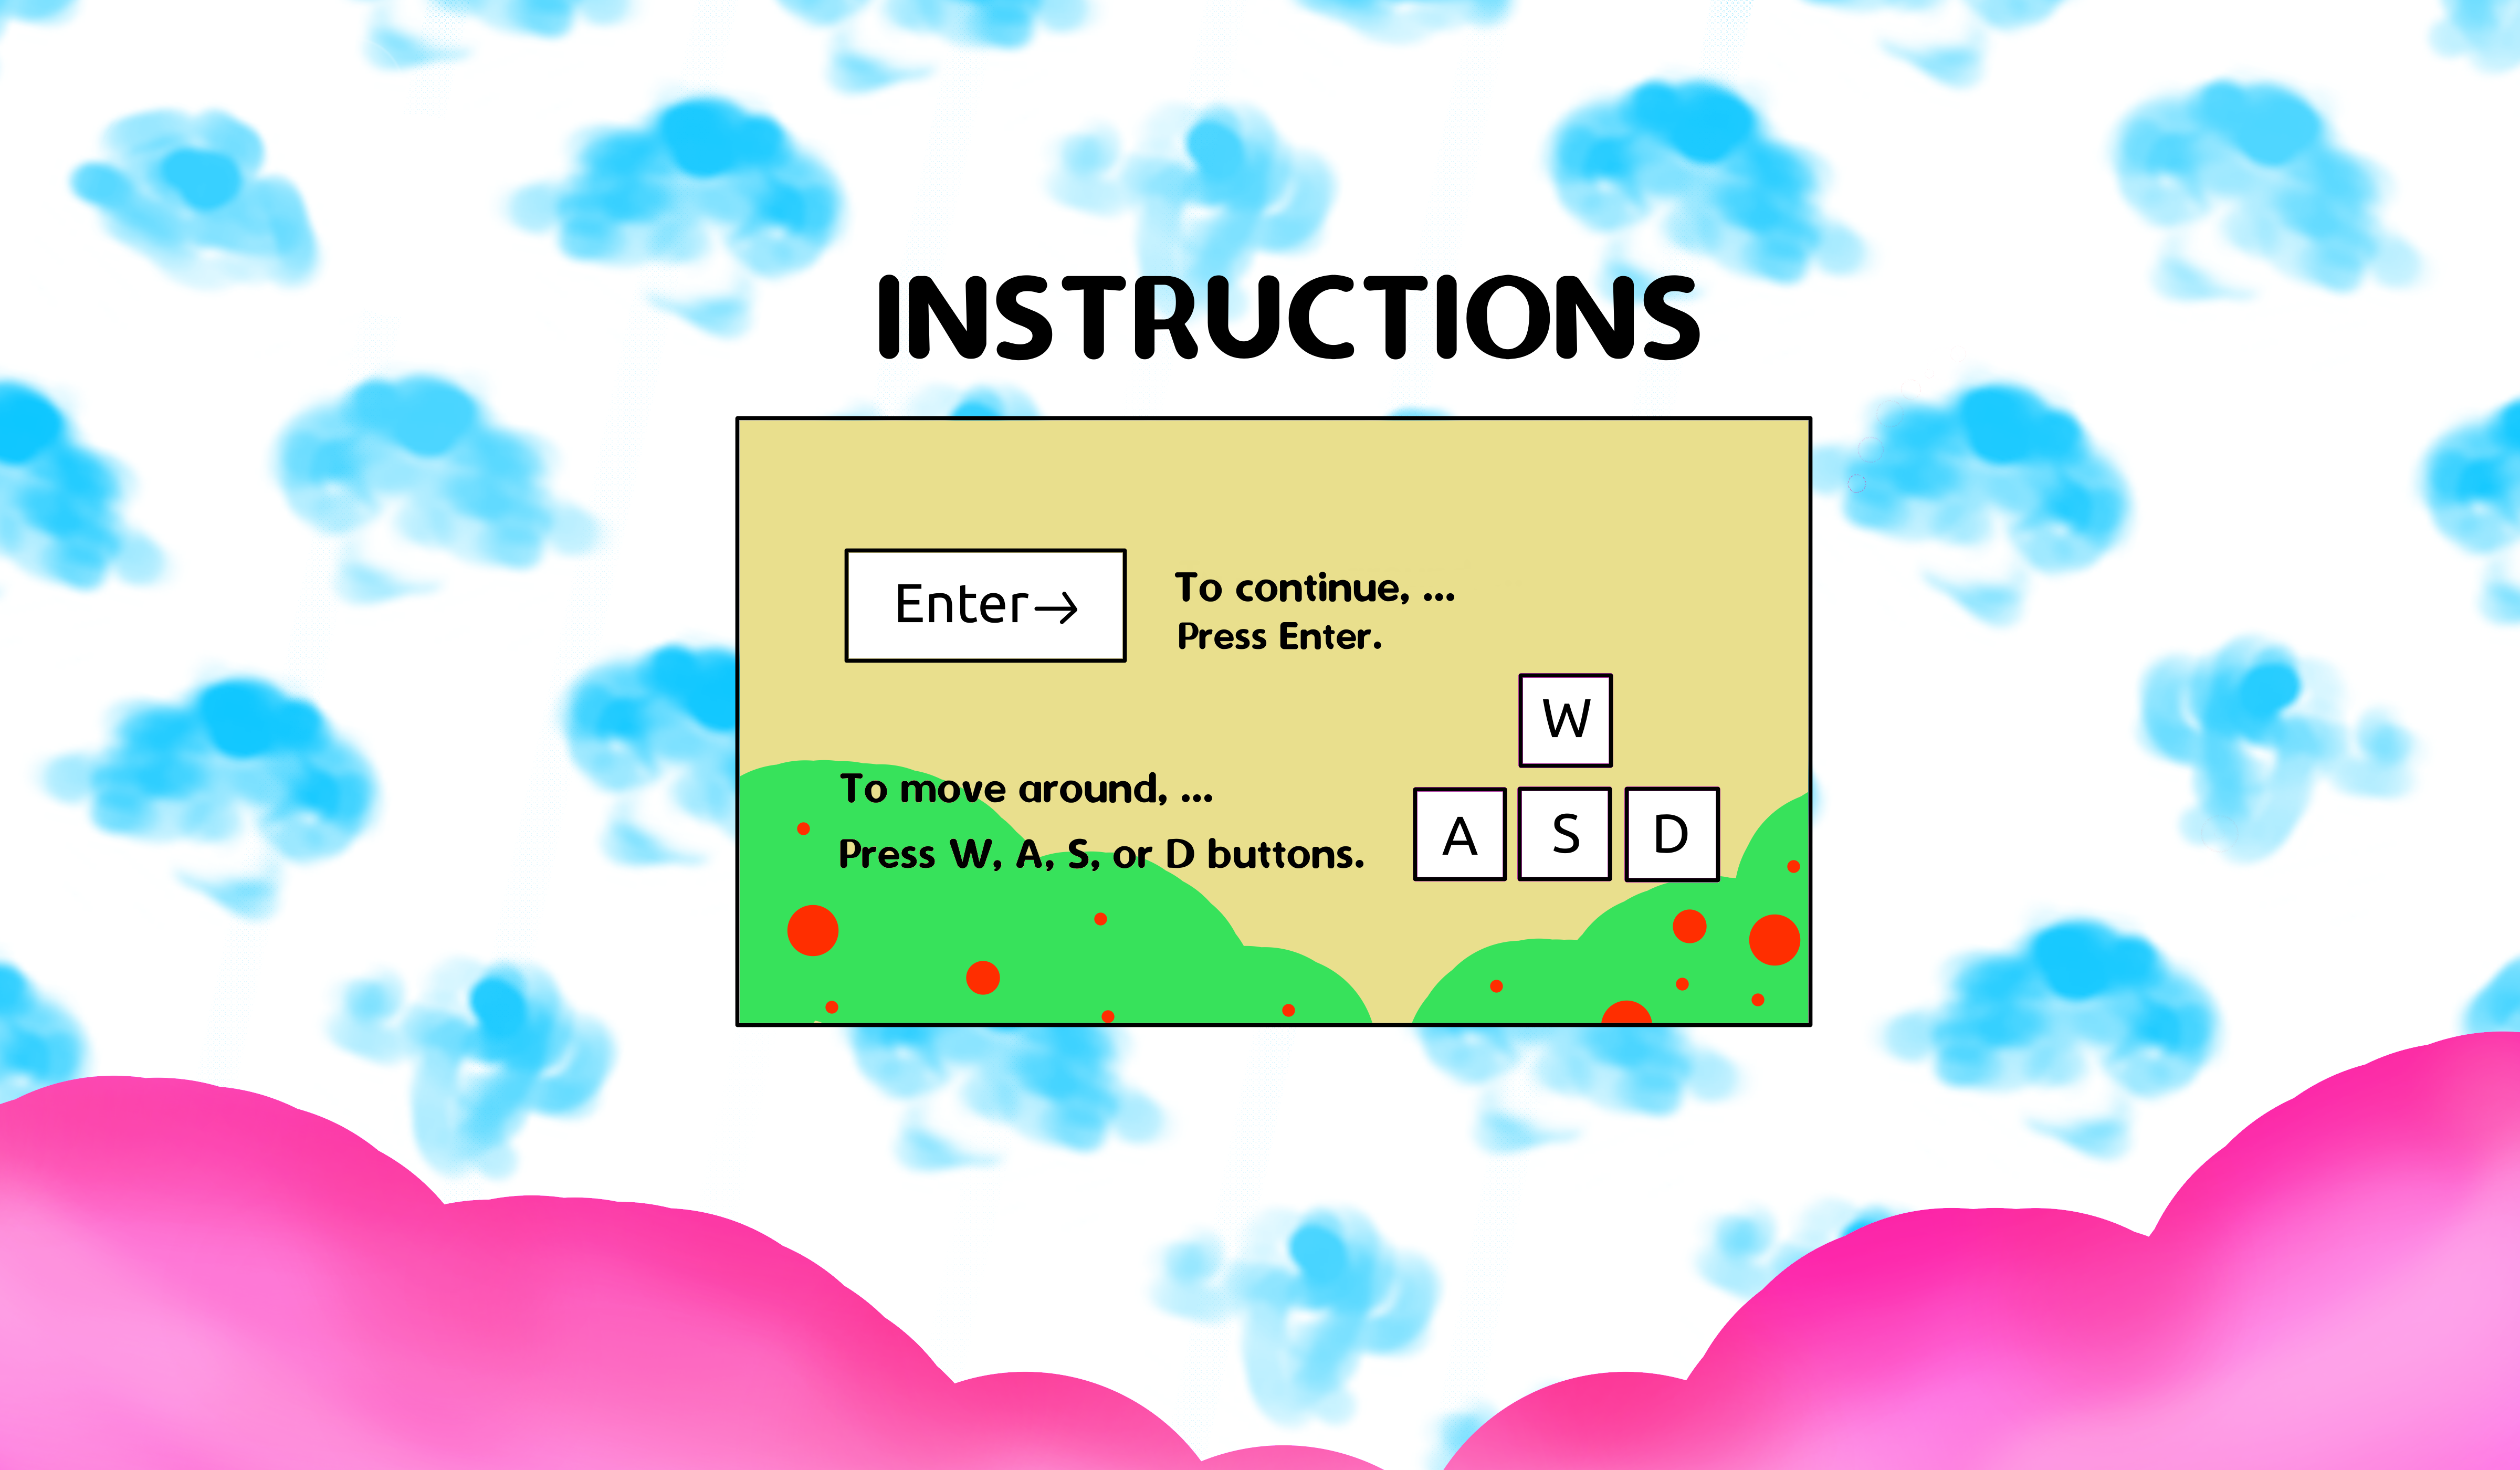 INSTRUCTIONS
Enter→
To continue, ...
Press Enter.
W
To move around, ...
A S D
Press W, A, S, or D buttons.